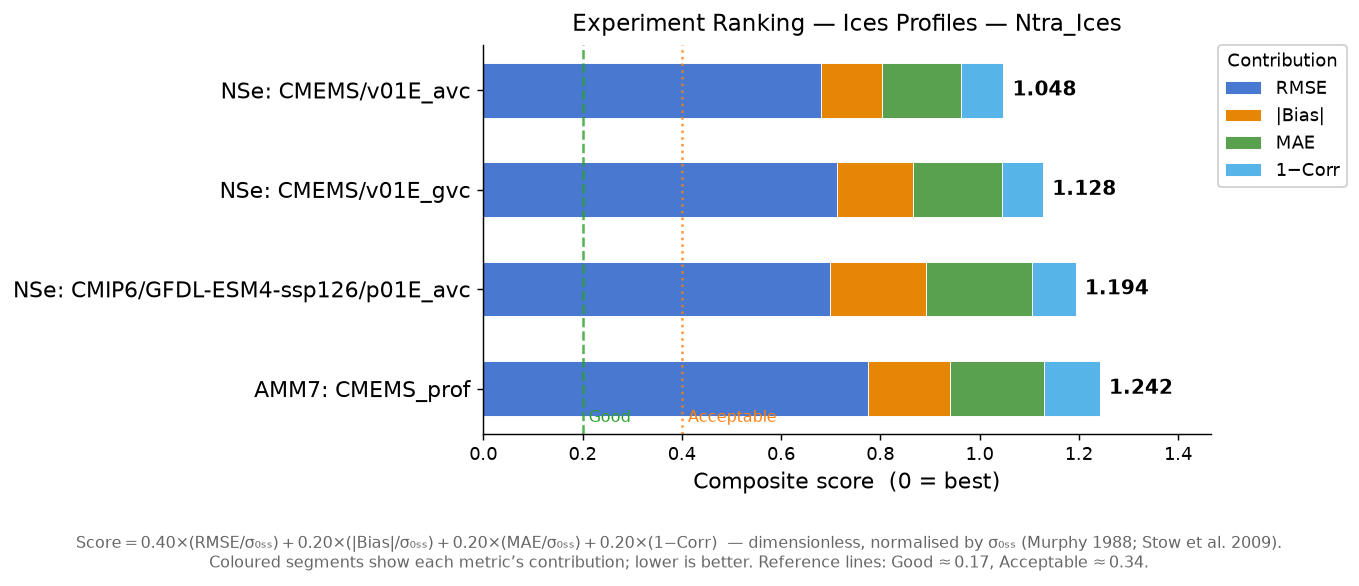 Experiment Ranking — Ices Profiles — Ntra_Ices
Contribution
RMSE
|Bias|
MAE
1−Corr
NSe: CMEMS/v01E_avc
1.048
NSe: CMEMS/v01E_gvc
1.128
NSe: CMIP6/GFDL-ESM4-ssp126/p01E_avc
1.194
AMM7: CMEMS_prof
1.242
Good
Acceptable
0.0 0.2 0.4 0.6 0.8 1.0 1.2 1.4
Composite score (0 = best)
Score = 0.40×(RMSE/σ₀ₛₛ) + 0.20×(|Bias|/σ₀ₛₛ) + 0.20×(MAE/σ₀ₛₛ) + 0.20×(1−Corr) — dimensionless, normalised by σ₀ₛₛ (Murphy 1988; Stow et al. 2009).
Coloured segments show each metric’s contribution; lower is better. Reference lines: Good ≈ 0.17, Acceptable ≈ 0.34.